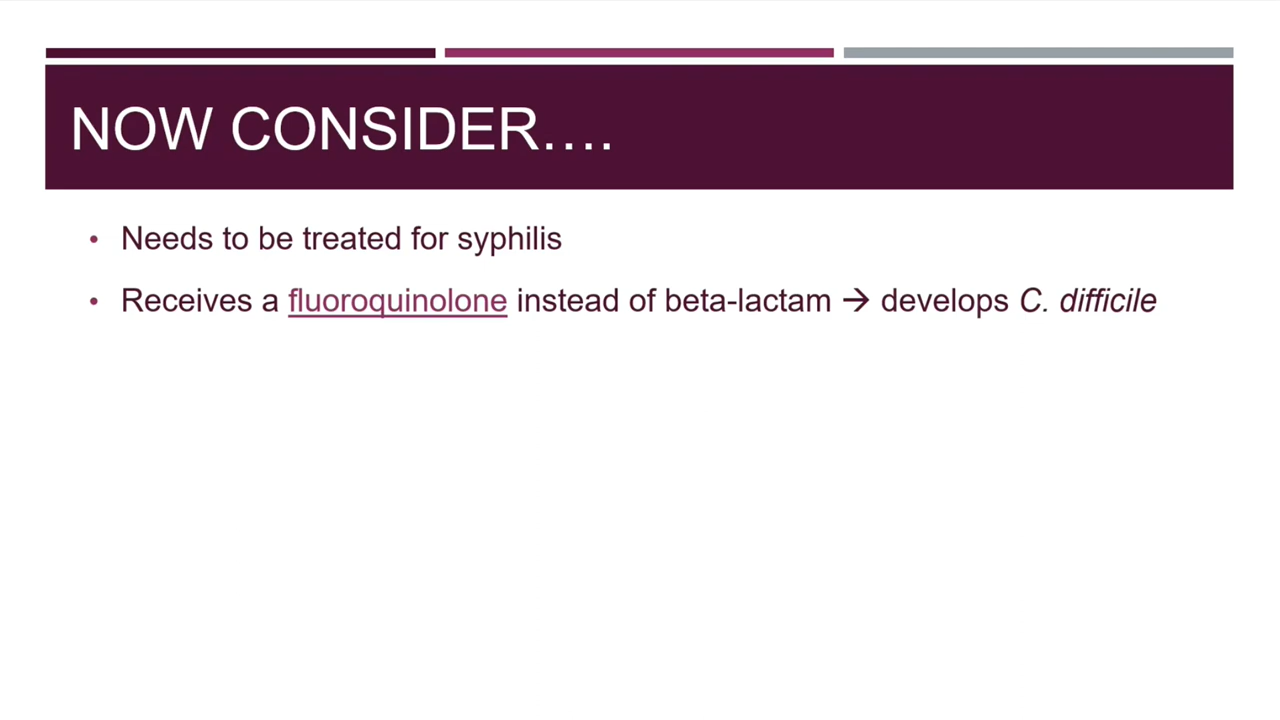 NOW CONSIDER….
• Needs to be treated for syphilis
• Receives a fluoroquinolone instead of beta-lactam → develops C. difficile